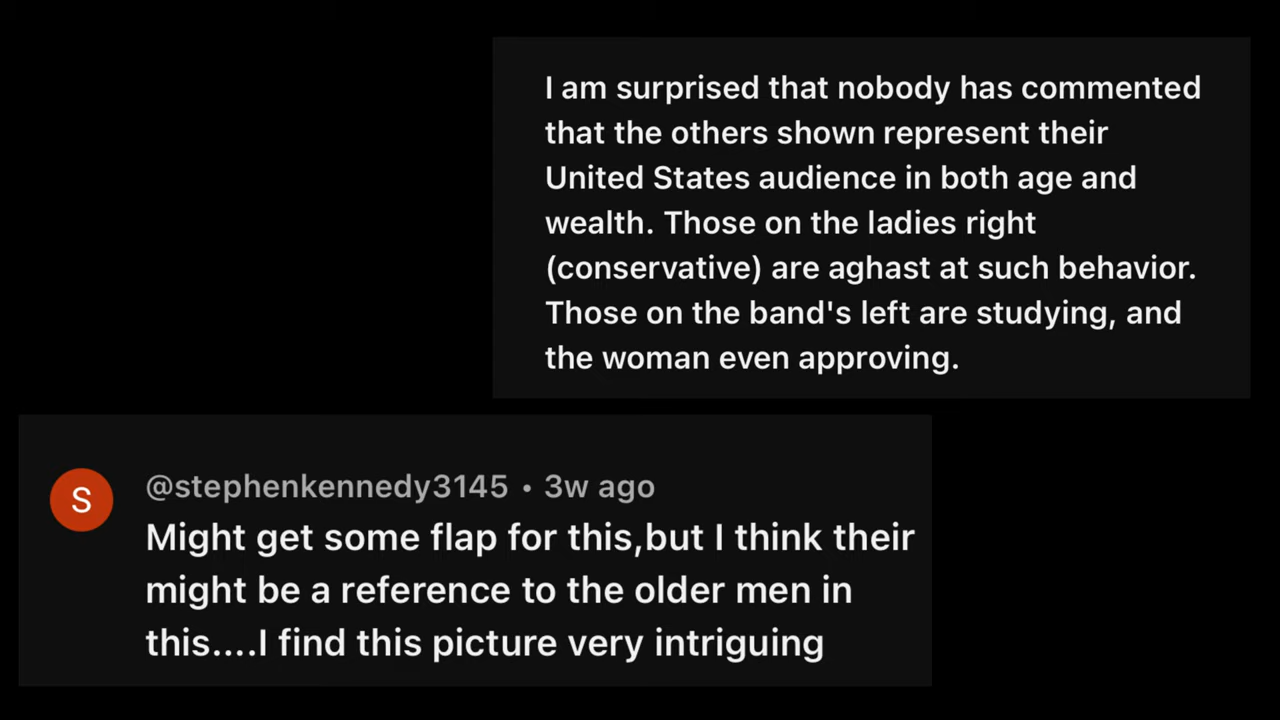 I am surprised that nobody has commented
that the others shown represent their
United States audience in both age and
wealth. Those on the ladies right
(conservative) are aghast at such behavior.
Those on the band's left are studying, and
the woman even approving.
S
@stephenkennedy3145 • 3w ago
Might get some flap for this,but I think their
might be a reference to the older men in
this....I find this picture very intriguing